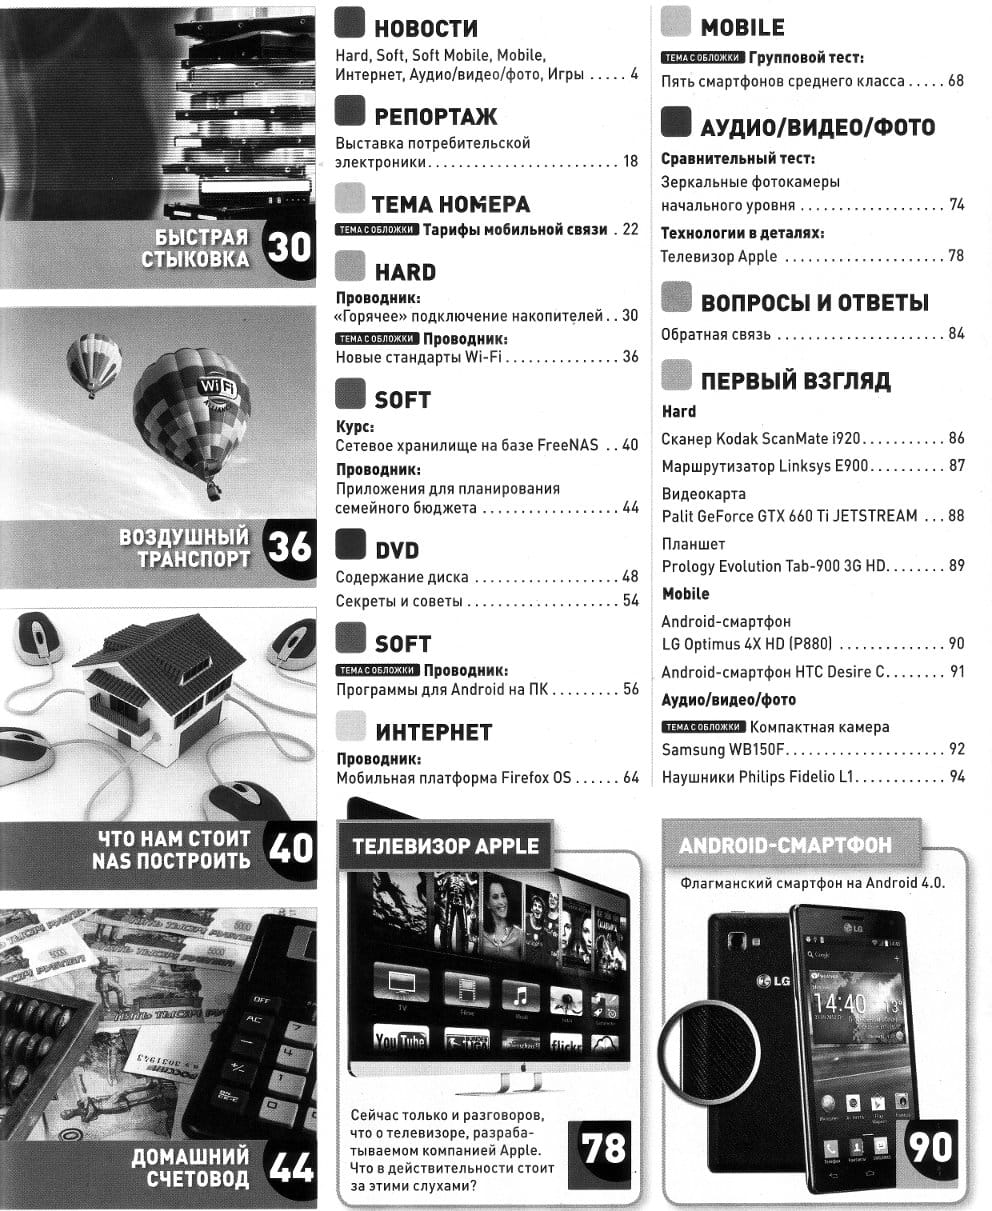 БЫСТРАЯ
СТЫКОВКА
30
WiFi
ВОЗДУШНЫЙ
ТРАНСПОРТ
36
ЧТО НАМ СТОИТ
NAS ПОСТРОИТЬ
40
OFF
AC
ДОМАШНИЙ
СЧЕТОВОД
44
НОВОСТИ
Hard, Soft, Soft Mobile, Mobile,
Интернет, Аудио/видео/фото, Игры ..... 4
РЕПОРТАЖ
Выставка потребительской
электроники......................... 18
ТЕМА НОМЕРА
ТЕМА С ОБЛОЖКИ Тарифы мобильной связи . 22
HARD
Проводник:
«Горячее» подключение накопителей.. 30
ТЕМА С ОБЛОЖКИ Проводник:
Новые стандарты Wi-Fi............... 36
SOFT
Курс:
Сетевое хранилище на базе FreeNAS .. 40
Проводник:
Приложения для планирования
семейного бюджета .................. 44
DVD
Содержание диска ................... 48
Секреты и советы.................... 54
SOFT
ТЕМА С ОБЛОЖКИ Проводник:
Программы для Android на ПК......... 56
ИНТЕРНЕТ
Проводник:
Мобильная платформа Firefox OS...... 64
MOBILE
ТЕМА С ОБЛОЖКИ Групповой тест:
Пять смартфонов среднего класса..... 68
АУДИО/ВИДЕО/ФОТО
Сравнительный тест:
Зеркальные фотокамеры
начального уровня ................... 74
Технологии в деталях:
Телевизор Apple ..................... 78
ВОПРОСЫ И ОТВЕТЫ
Обратная связь ...................... 84
ПЕРВЫЙ ВЗГЛЯД
Hard
Сканер Kodak ScanMate i920........... 86
Маршрутизатор Linksys E900.......... 87
Видеокарта
Palit GeForce GTX 660 Ti JETSTREAM ... 88
Планшет
Prology Evolution Tab-900 3G HD........ 89
Mobile
Android-смартфон
LG Optimus 4X HD (P880) .............. 90
Android-смартфон HTC Desire C........ 91
Аудио/видео/фото
ТЕМА С ОБЛОЖКИ Компактная камера
Samsung WB150F..................... 92
Наушники Philips Fidelio L1............ 94
ТЕЛЕВИЗОР APPLE
TV
YouTube
flickr
Сейчас только и разговоров,
что о телевизоре, разраба-
тываемом компанией Apple.
Что в действительности стоит
за этими слухами?
78
ANDROID-СМАРТФОН
Флагманский смартфон на Android 4.0.
LG
LG
14:40
13°
90